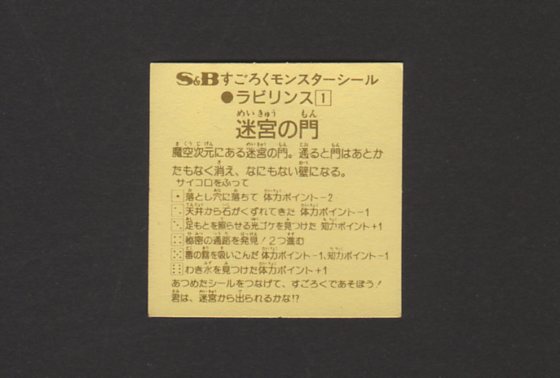 S&Bすごろくモンスターシール
●ラビリンス1
迷宮の門
魔空次元にある迷宮の門。通ると門はあとか
たもなく消え、なにもない壁になる。
サイコロをふって
⚀落とし穴に落ちて 体力ポイント−2
⚁天井から石がくずれてきた 体力ポイント−1
⚂足もとを照らせる光ゴケを見つけた 知力ポイント+1
⚃秘密の通路を発見!2つ進む
⚄毒の霧を吸いこんだ 体力ポイント−1、知力ポイント−1
⚅わき水を見つけた 体力ポイント+1
あつめたシールをつなげて、すごろくであそぼう!
君は、迷宮から出られるかな!?